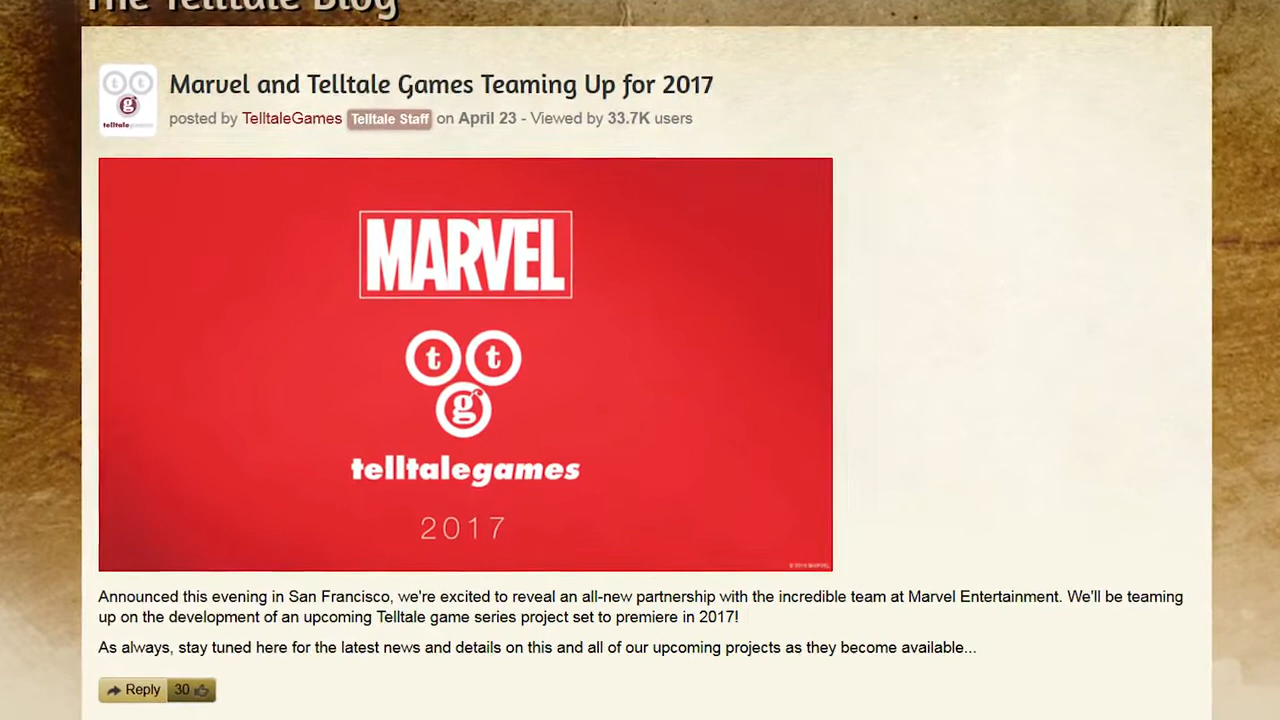 The Telltale Blog
Marvel and Telltale Games Teaming Up for 2017
posted by TelltaleGames Telltale Staff on April 23 - Viewed by 33.7K users
t t
g
telltalegames
MARVEL
t t
g
telltalegames
2017
Announced this evening in San Francisco, we're excited to reveal an all-new partnership with the incredible team at Marvel Entertainment. We'll be teaming
up on the development of an upcoming Telltale game series project set to premiere in 2017!
As always, stay tuned here for the latest news and details on this and all of our upcoming projects as they become available...
Reply 30